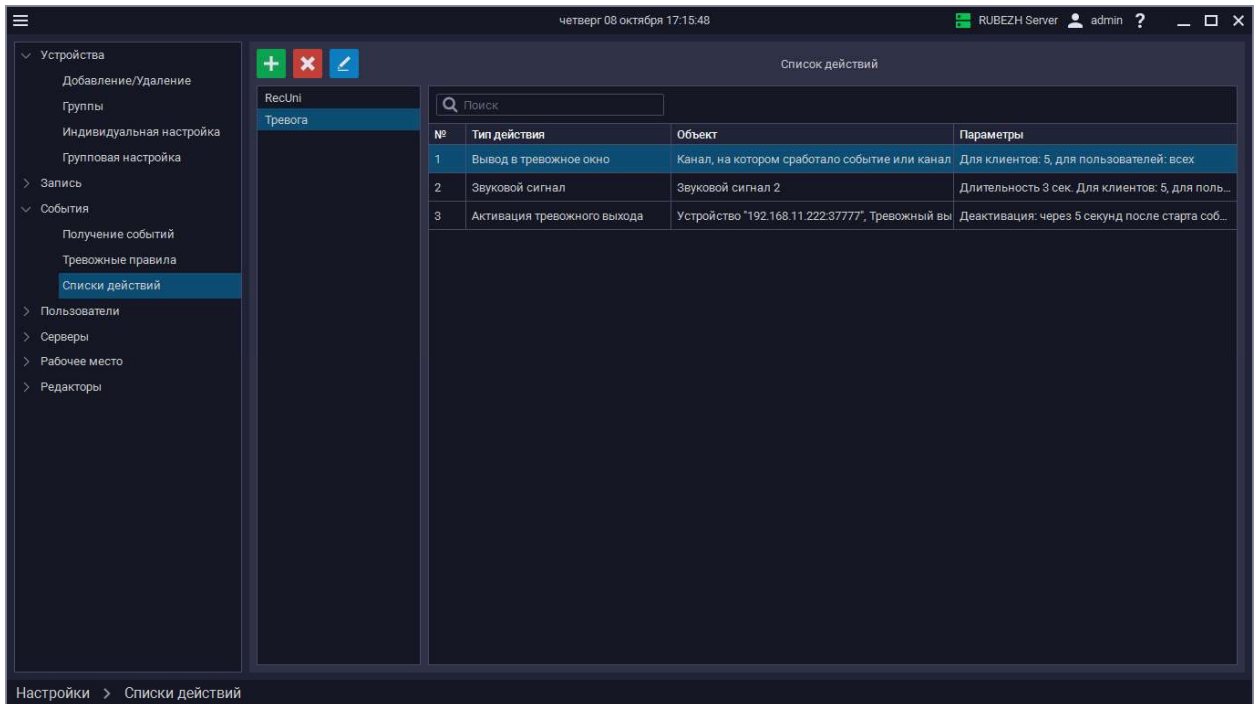 четверг 08 октября 17:15:48
RUBEZH Server admin ?
Устройства
Добавление/Удаление
Группы
Индивидуальная настройка
Групповая настройка
Запись
События
Получение событий
Тревожные правила
Списки действий
Пользователи
Серверы
Рабочее место
Редакторы
Список действий
RecUni
Тревога
Поиск
№ Тип действия Объект Параметры
1 Вывод в тревожное окно Канал, на котором сработало событие или канал Для клиентов: 5, для пользователей: всех
2 Звуковой сигнал Звуковой сигнал 2 Длительность 3 сек. Для клиентов: 5, для поль...
3 Активация тревожного выхода Устройство "192.168.11.222:37777", Тревожный вы Деактивация: через 5 секунд после старта соб...
Настройки > Списки действий